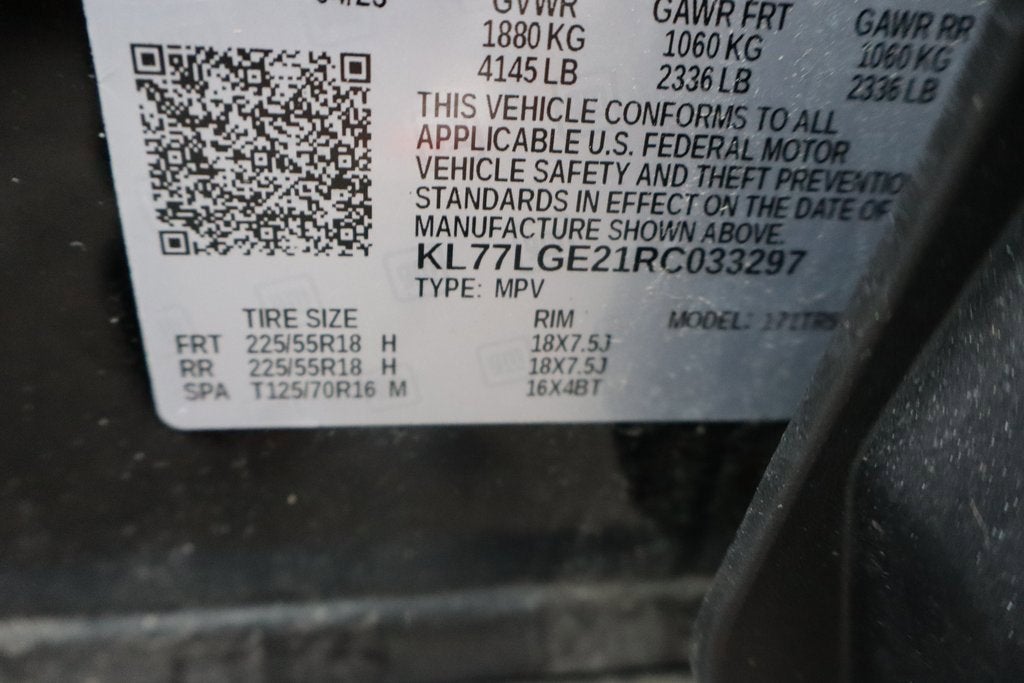 GVWR GAWR FRT GAWR RR
1880 KG 1060 KG 1060 KG
4145 LB 2336 LB 2336 LB
THIS VEHICLE CONFORMS TO ALL
APPLICABLE U.S. FEDERAL MOTOR
VEHICLE SAFETY AND THEFT PREVENTIO
STANDARDS IN EFFECT ON THE DATE OF
MANUFACTURE SHOWN ABOVE.
KL77LGE21RC033297
TYPE: MPV
TIRE SIZE RIM MODEL:
FRT 225/55R18 H 18X7.5J
RR 225/55R18 H 18X7.5J
SPA T125/70R16 M 16X4BT